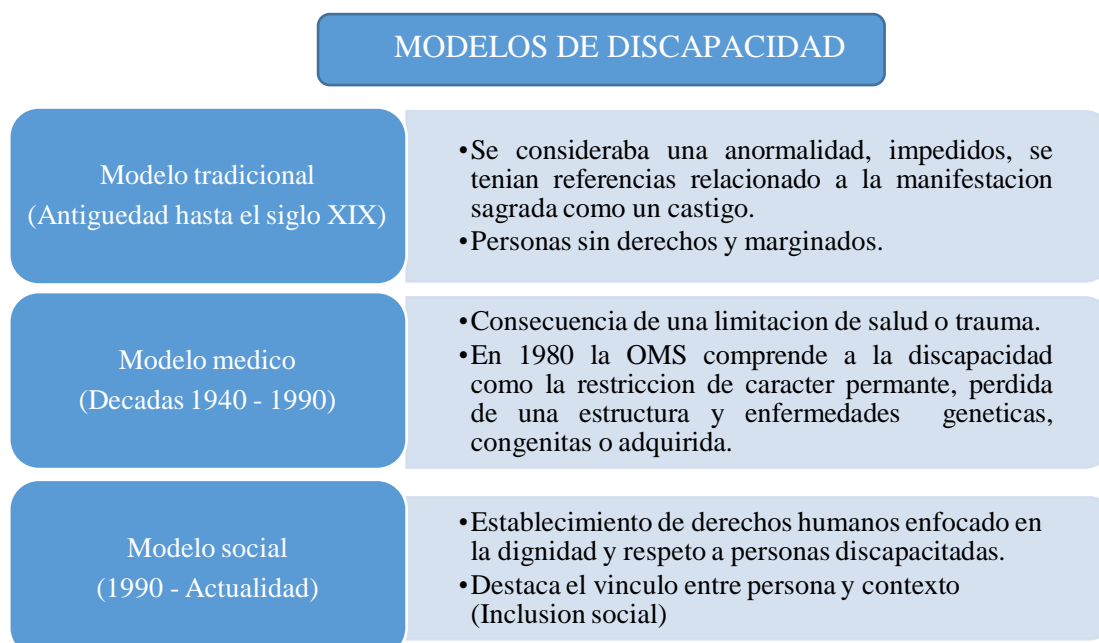 MODELOS DE DISCAPACIDAD
Modelo tradicional
(Antiguedad hasta el siglo XIX)
•Se consideraba una anormalidad, impedidos, se
tenian referencias relacionado a la manifestacion
sagrada como un castigo.
•Personas sin derechos y marginados.
Modelo medico
(Decadas 1940 - 1990)
•Consecuencia de una limitacion de salud o trauma.
•En 1980 la OMS comprende a la discapacidad
como la restriccion de caracter permante, perdida
de una estructura y enfermedades geneticas,
congenitas o adquirida.
Modelo social
(1990 - Actualidad)
•Establecimiento de derechos humanos enfocado en
la dignidad y respeto a personas discapacitadas.
•Destaca el vinculo entre persona y contexto
(Inclusion social)